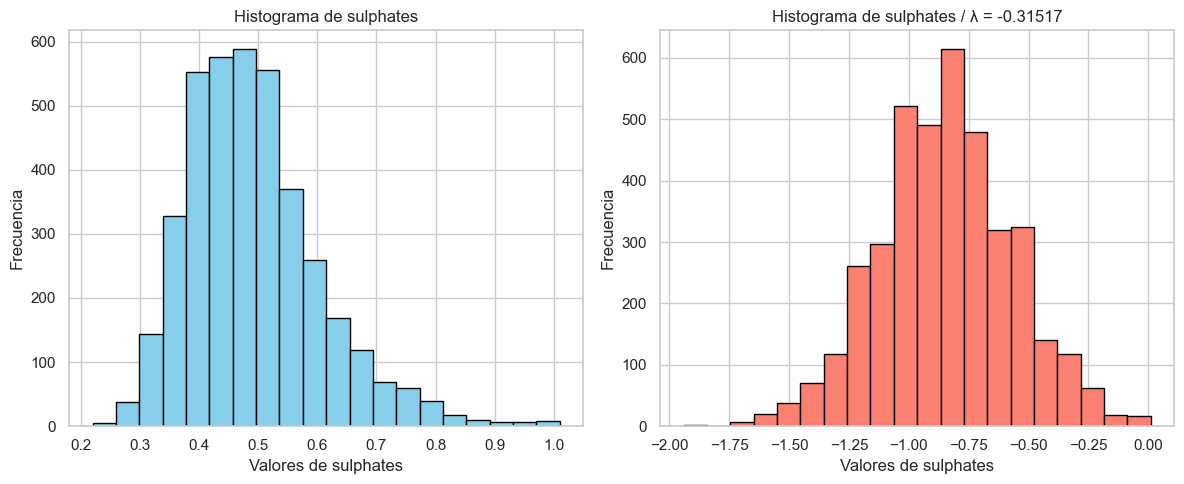 Histograma de sulphates
Frecuencia
600
500
400
300
200
100
0
0.2 0.3 0.4 0.5 0.6 0.7 0.8 0.9 1.0
Valores de sulphates
Histograma de sulphates / λ = -0.31517
Frecuencia
600
500
400
300
200
100
0
−2.00 −1.75 −1.50 −1.25 −1.00 −0.75 −0.50 −0.25 0.00
Valores de sulphates